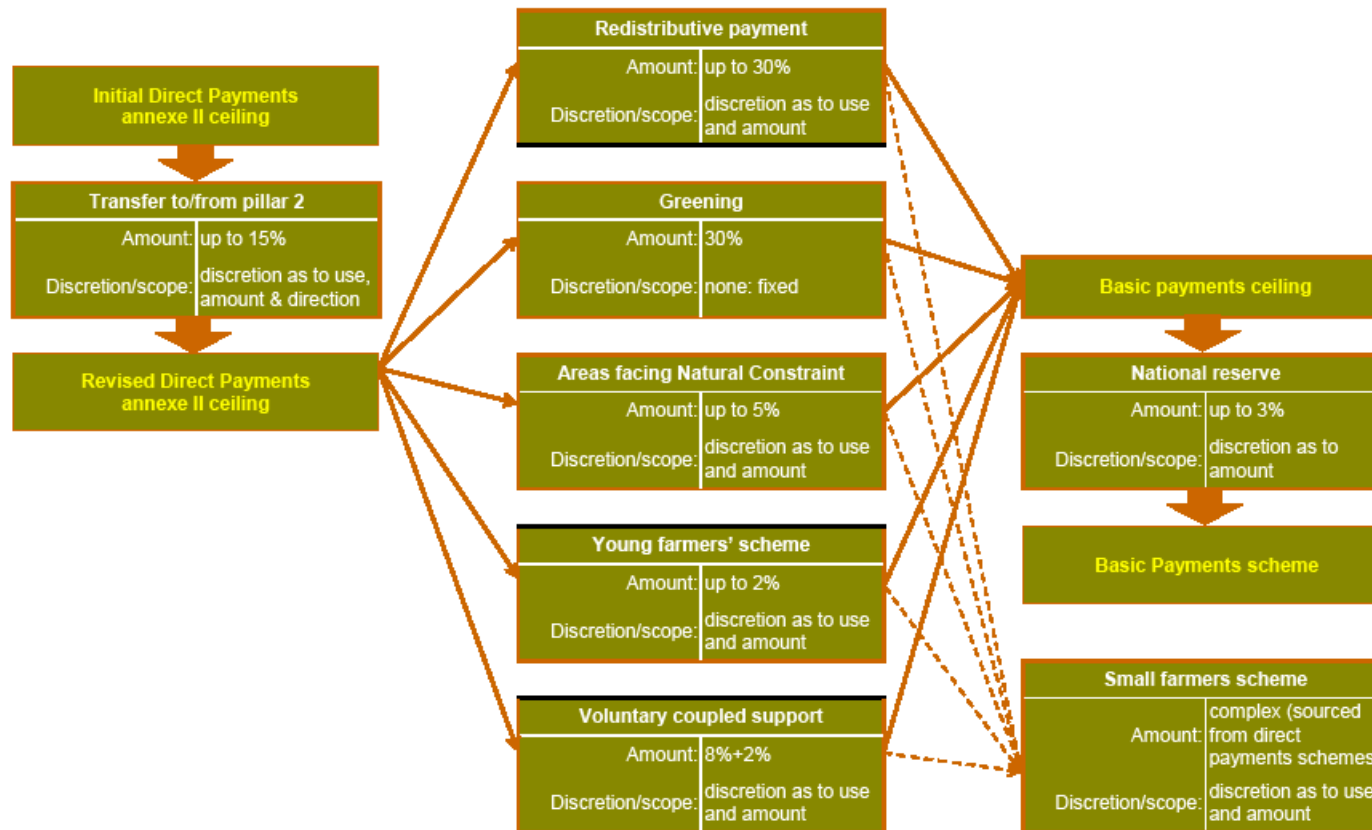 Initial Direct Payments
annexe II ceiling
Transfer to/from pillar 2
Amount: up to 15%
Discretion/scope: discretion as to use,
amount & direction
Revised Direct Payments
annexe II ceiling
Redistributive payment
Amount: up to 30%
Discretion/scope: discretion as to use
and amount
Greening
Amount: 30%
Discretion/scope: none: fixed
Areas facing Natural Constraint
Amount: up to 5%
Discretion/scope: discretion as to use
and amount
Young farmers’ scheme
Amount: up to 2%
Discretion/scope: discretion as to use
and amount
Voluntary coupled support
Amount: 8%+2%
Discretion/scope: discretion as to use
and amount
Basic payments ceiling
National reserve
Amount: up to 3%
Discretion/scope: discretion as to
amount
Basic Payments scheme
Small farmers scheme
Amount: complex (sourced
from direct
payments schemes
Discretion/scope: discretion as to use
and amount